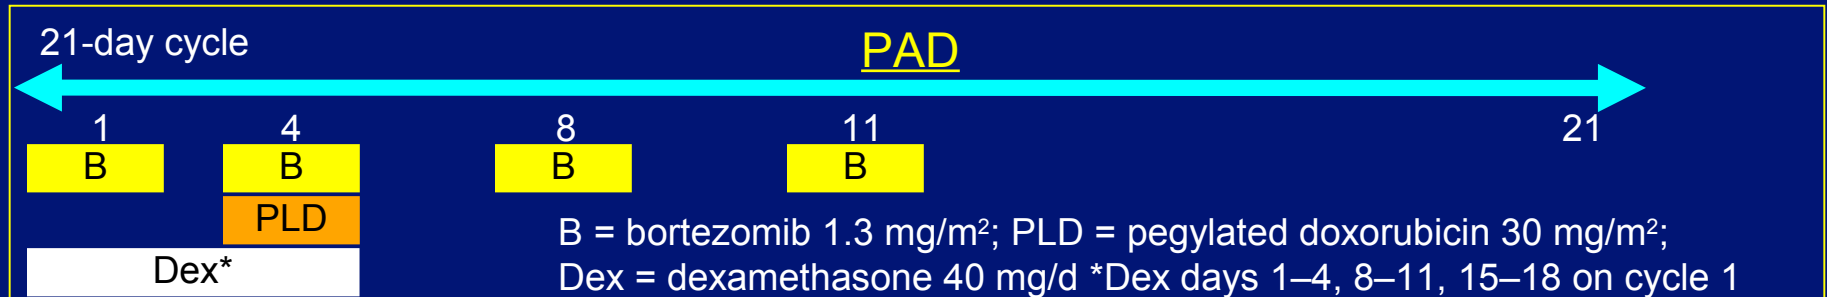 21-day cycle
PAD
1 4 8 11 21
B B B B
PLD
B = bortezomib 1.3 mg/m²; PLD = pegylated doxorubicin 30 mg/m²;
Dex*
Dex = dexamethasone 40 mg/d *Dex days 1–4, 8–11, 15–18 on cycle 1